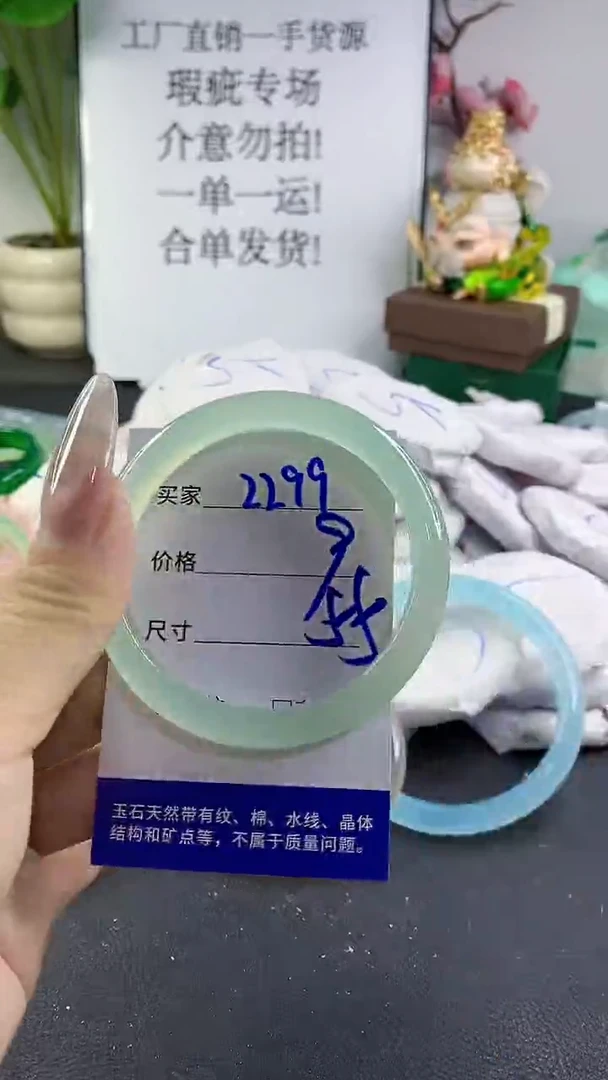 工厂直销一手货源
瑕疵专场
介意勿拍!
一单一运!
合单发货!
买家 2299
价格
尺寸 55
玉石天然带有纹、棉、水线、晶体
结构和矿点等，不属于质量问题。